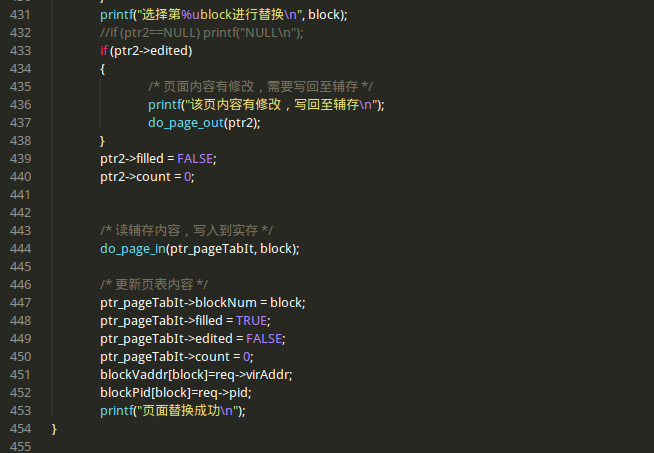 431 printf("选择第%ublock进行替换\n", block);
432 //if (ptr2==NULL) printf("NULL\n");
433 if (ptr2->edited)
434 {
435 /* 页面内容有修改，需要写回至辅存 */
436 printf("该页内容有修改，写回至辅存\n");
437 do_page_out(ptr2);
438 }
439 ptr2->filled = FALSE;
440 ptr2->count = 0;
441
442
443 /* 读辅存内容，写入到实存 */
444 do_page_in(ptr_pageTabIt, block);
445
446 /* 更新页表内容 */
447 ptr_pageTabIt->blockNum = block;
448 ptr_pageTabIt->filled = TRUE;
449 ptr_pageTabIt->edited = FALSE;
450 ptr_pageTabIt->count = 0;
451 blockVaddr[block]=req->virAddr;
452 blockPid[block]=req->pid;
453 printf("页面替换成功\n");
454 }
455